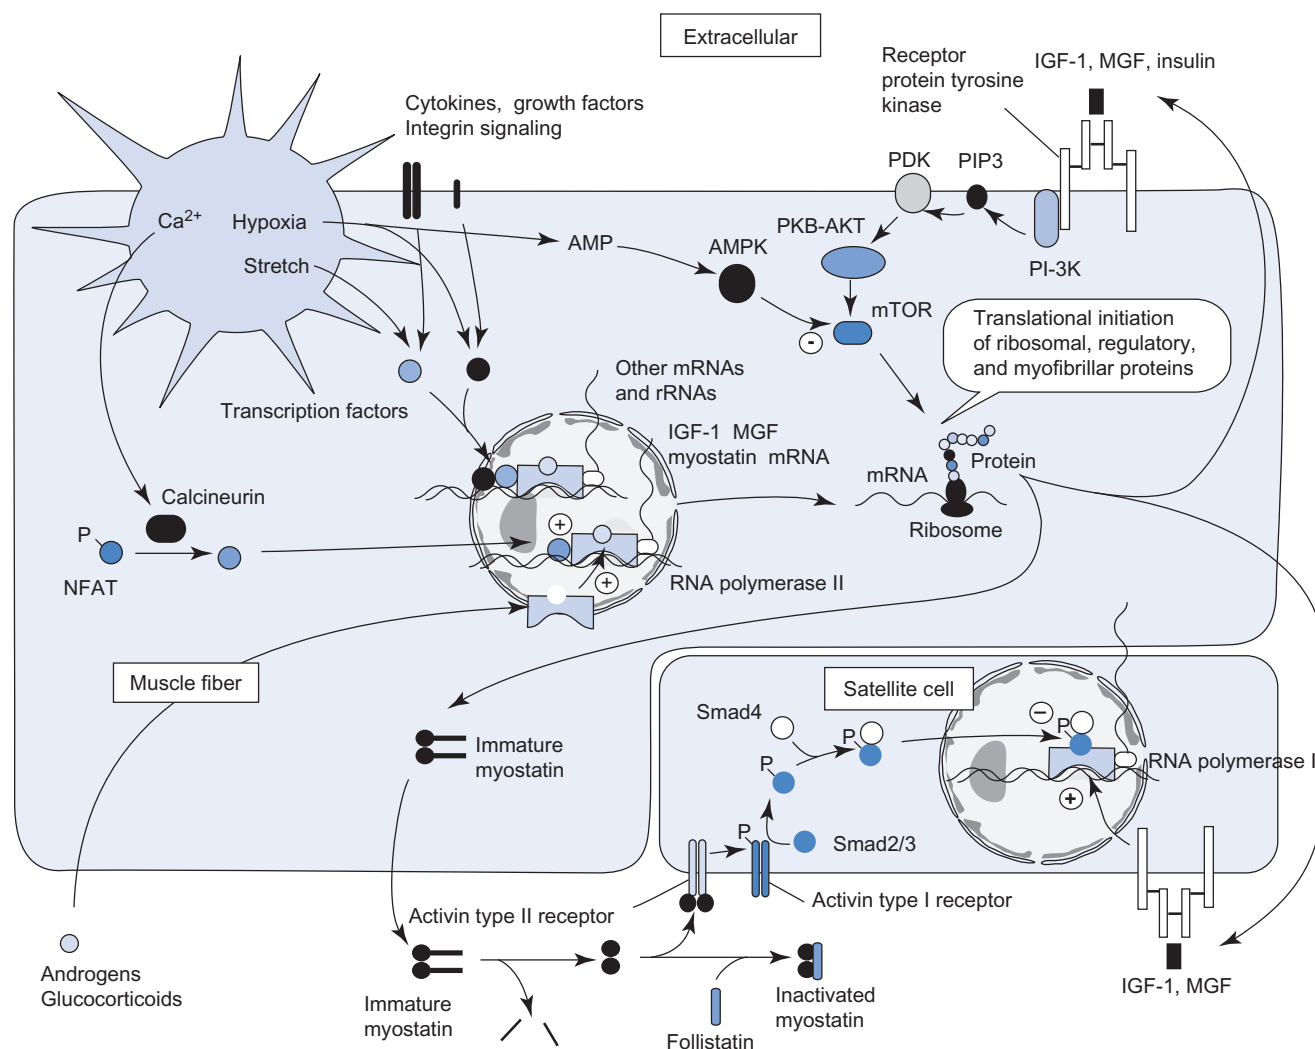 Extracellular
Receptor
protein tyrosine
kinase
IGF-1, MGF, insulin
Cytokines, growth factors
Integrin signaling
PDK
PIP3
Ca2+
Hypoxia
Stretch
AMP
AMPK
PKB-AKT
PI-3K
mTOR
-
Translational initiation
of ribosomal, regulatory,
and myofibrillar proteins
Other mRNAs
and rRNAs
Transcription factors
IGF-1 MGF
myostatin mRNA
mRNA
Protein
Ribosome
Calcineurin
P
NFAT
+
+
RNA polymerase II
Muscle fiber
Satellite cell
Smad4
P
P
−
P
RNA polymerase I
+
Immature
myostatin
P
Smad2/3
Activin type II receptor
Activin type I receptor
Androgens
Glucocorticoids
Immature
myostatin
Follistatin
Inactivated
myostatin
IGF-1, MGF